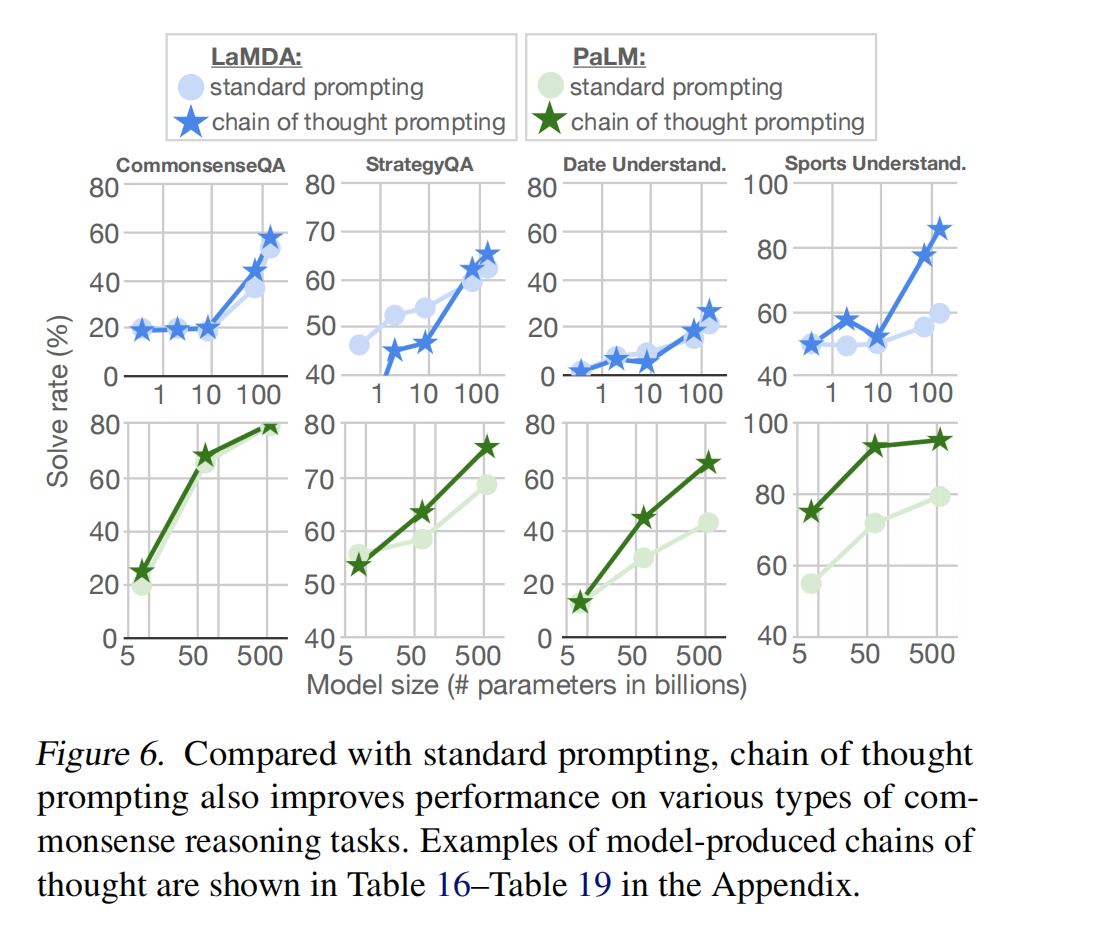 LaMDA:
standard prompting
chain of thought prompting
PaLM:
standard prompting
chain of thought prompting
CommonsenseQA
StrategyQA
Date Understand.
Sports Understand.
Solve rate (%)
80
60
40
20
0
1 10 100
80
70
60
50
40
1 10 100
80
60
40
20
0
1 10 100
100
80
60
40
1 10 100
80
60
40
20
0
5 50 500
80
70
60
50
40
5 50 500
80
60
40
20
0
5 50 500
100
80
60
40
5 50 500
Model size (# parameters in billions)
Figure 6. Compared with standard prompting, chain of thought
prompting also improves performance on various types of com-
monsense reasoning tasks. Examples of model-produced chains of
thought are shown in Table 16–Table 19 in the Appendix.